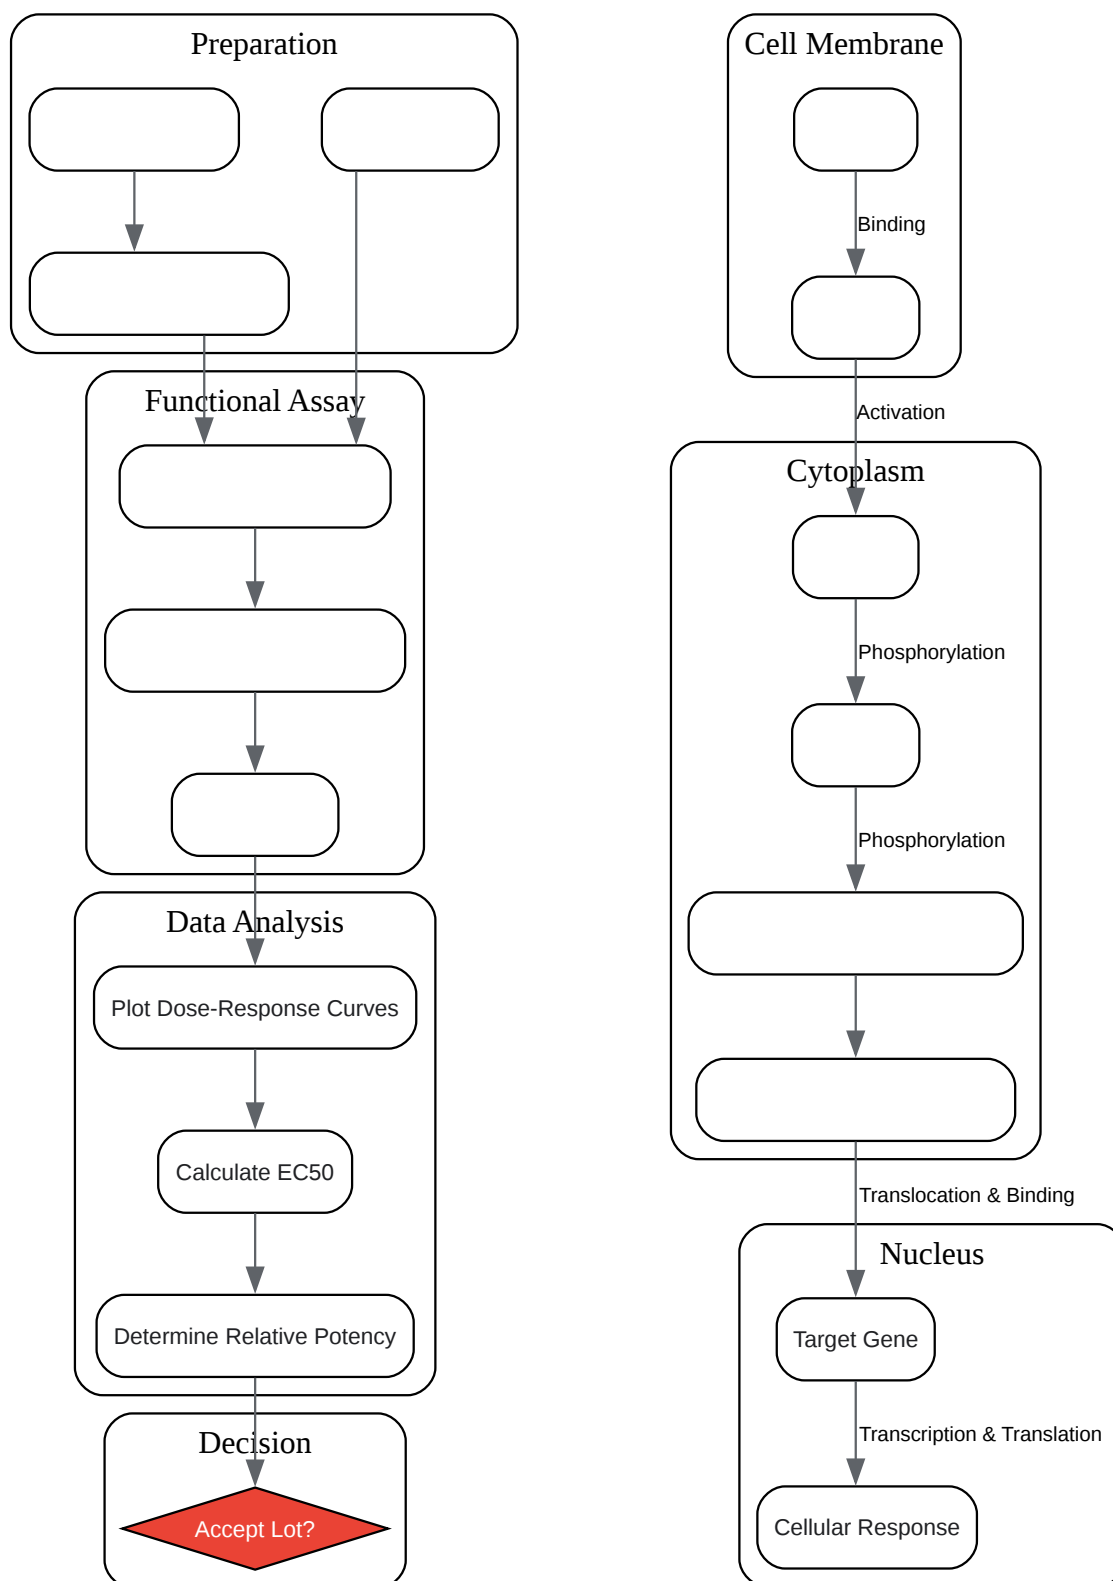 Preparation
Functional Assay
Data Analysis
Plot Dose-Response Curves
Calculate EC50
Determine Relative Potency
Decision
Accept Lot?
Cell Membrane
Binding
Activation
Cytoplasm
Phosphorylation
Phosphorylation
Translocation & Binding
Nucleus
Target Gene
Transcription & Translation
Cellular Response